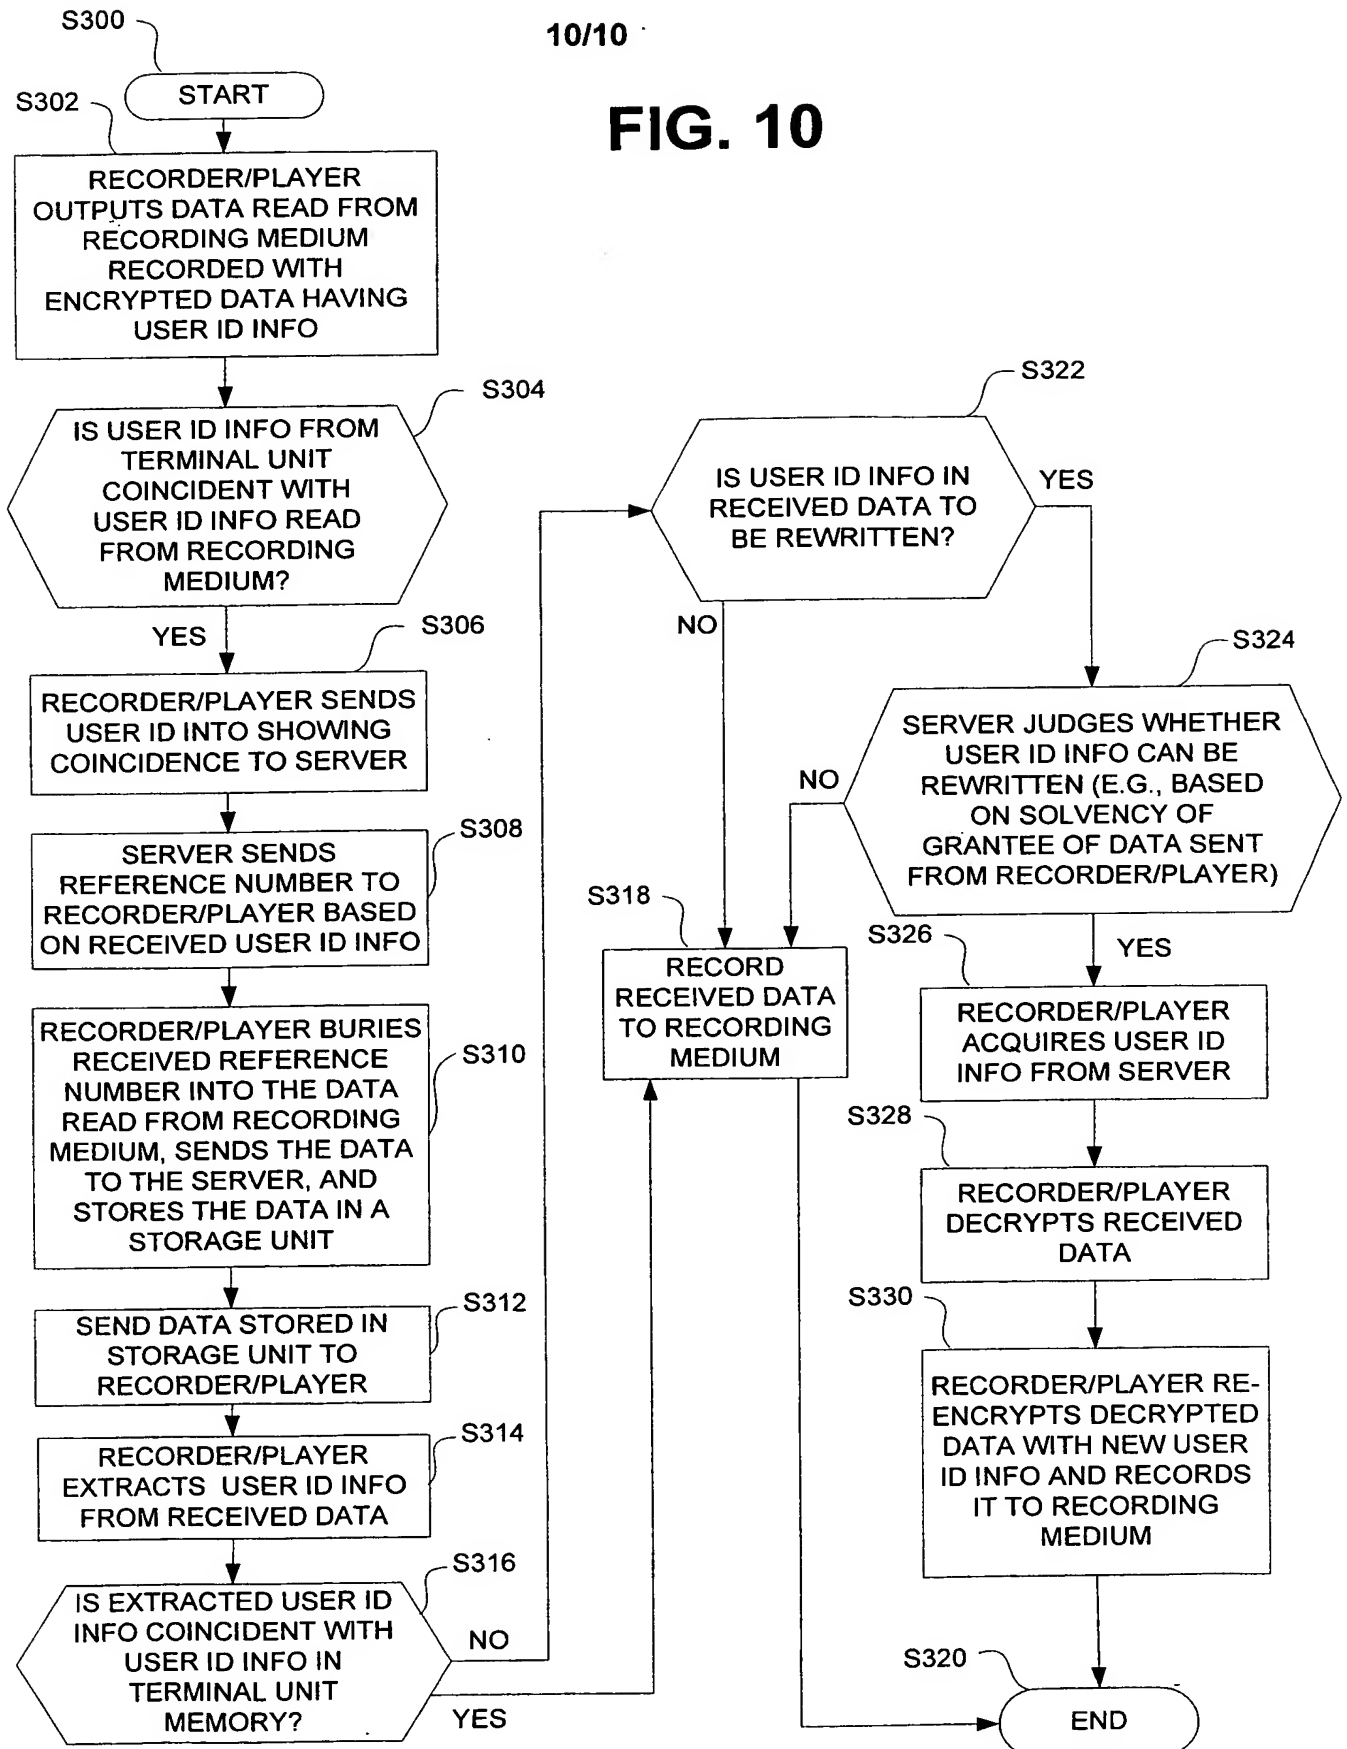 10/10
FIG. 10
S300
START
S302
RECORDER/PLAYER
OUTPUTS DATA READ FROM
RECORDING MEDIUM
RECORDED WITH
ENCRYPTED DATA HAVING
USER ID INFO
S304
IS USER ID INFO FROM
TERMINAL UNIT
COINCIDENT WITH
USER ID INFO READ
FROM RECORDING
MEDIUM?
YES
S306
RECORDER/PLAYER SENDS
USER ID INTO SHOWING
COINCIDENCE TO SERVER
S308
SERVER SENDS
REFERENCE NUMBER TO
RECORDER/PLAYER BASED
ON RECEIVED USER ID INFO
S310
RECORDER/PLAYER BURIES
RECEIVED REFERENCE
NUMBER INTO THE DATA
READ FROM RECORDING
MEDIUM, SENDS THE DATA
TO THE SERVER, AND
STORES THE DATA IN A
STORAGE UNIT
S312
SEND DATA STORED IN
STORAGE UNIT TO
RECORDER/PLAYER
S314
RECORDER/PLAYER
EXTRACTS USER ID INFO
FROM RECEIVED DATA
S316
IS EXTRACTED USER ID
INFO COINCIDENT WITH
USER ID INFO IN
TERMINAL UNIT
MEMORY?
NO
YES
S322
IS USER ID INFO IN
RECEIVED DATA TO
BE REWRITTEN?
YES
NO
S324
SERVER JUDGES WHETHER
USER ID INFO CAN BE
REWRITTEN (E.G., BASED
ON SOLVENCY OF
GRANTEE OF DATA SENT
FROM RECORDER/PLAYER)
NO
YES
S318
RECORD
RECEIVED DATA
TO RECORDING
MEDIUM
S326
RECORDER/PLAYER
ACQUIRES USER ID
INFO FROM SERVER
S328
RECORDER/PLAYER
DECRYPTS RECEIVED
DATA
S330
RECORDER/PLAYER RE-
ENCRYPTS DECRYPTED
DATA WITH NEW USER
ID INFO AND RECORDS
IT TO RECORDING
MEDIUM
S320
END